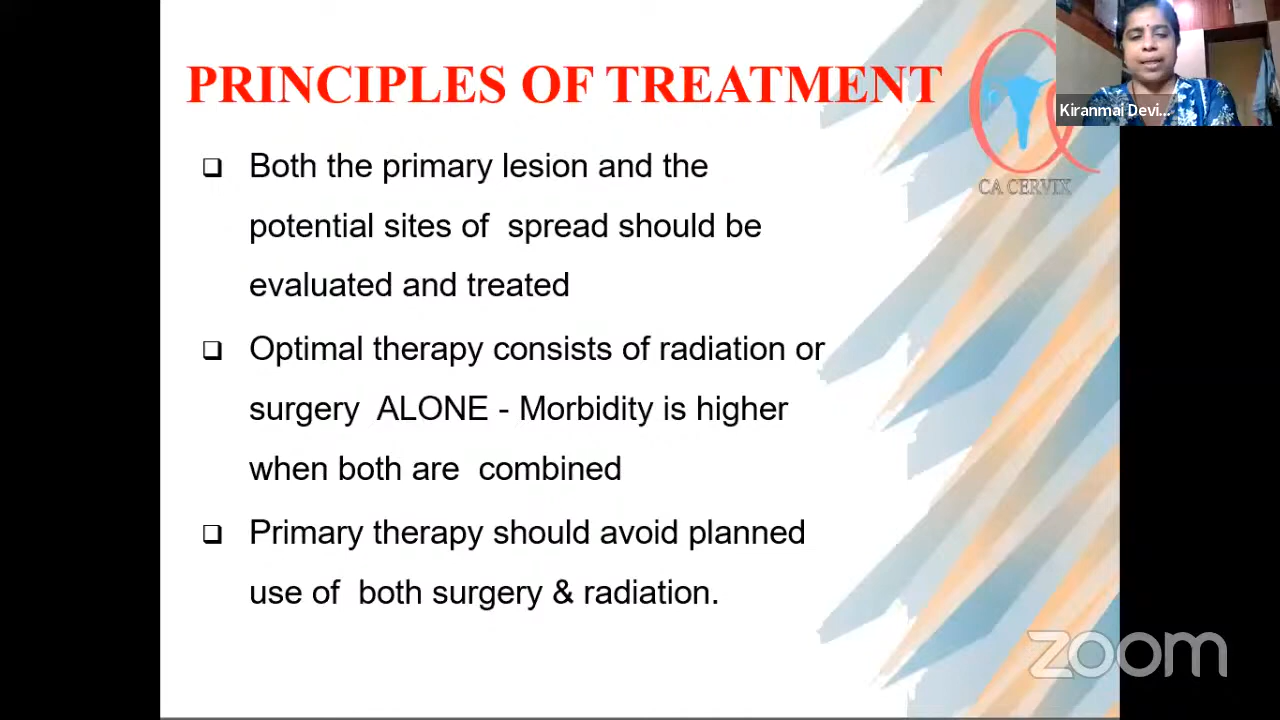 PRINCIPLES OF TREATMENT
Kiranmai Devi...
CA CERVIX
❑ Both the primary lesion and the
potential sites of spread should be
evaluated and treated
❑ Optimal therapy consists of radiation or
surgery ALONE - Morbidity is higher
when both are combined
❑ Primary therapy should avoid planned
use of both surgery & radiation.
zoom